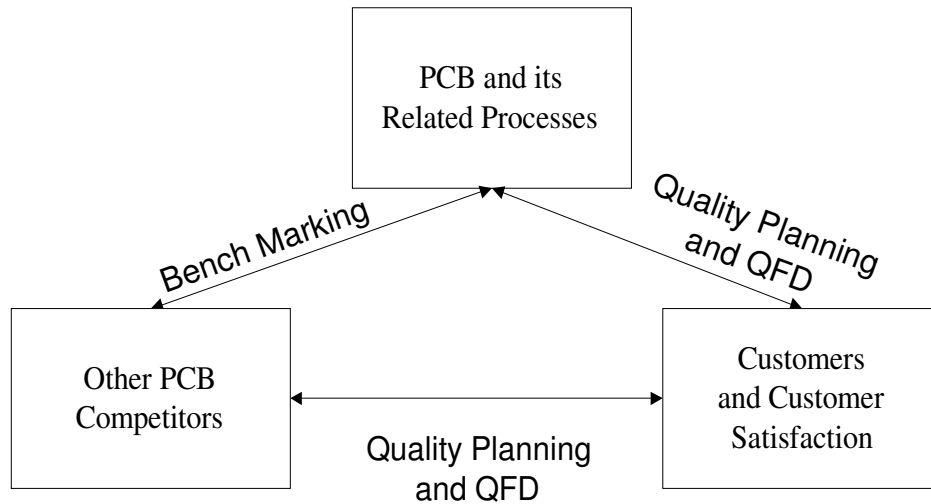 PCB and its
Related Processes
Bench Marking
Quality Planning
and QFD
Other PCB
Competitors
Customers
and Customer
Satisfaction
Quality Planning
and QFD